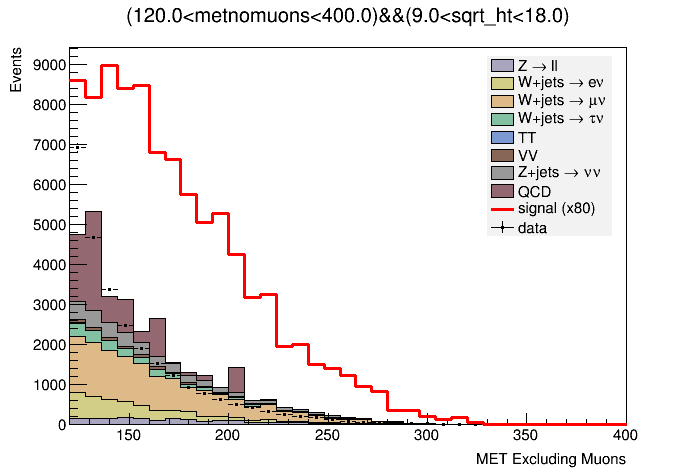 (120.0<metnomuons<400.0)&&(9.0<sqrt_ht<18.0)
Events
9000
8000
7000
6000
5000
4000
3000
2000
1000
0
Z → ll
W+jets → eν
W+jets → μν
W+jets → τν
TT
VV
Z+jets → νν
QCD
signal (x80)
data
150 200 250 300 350 400
MET Excluding Muons